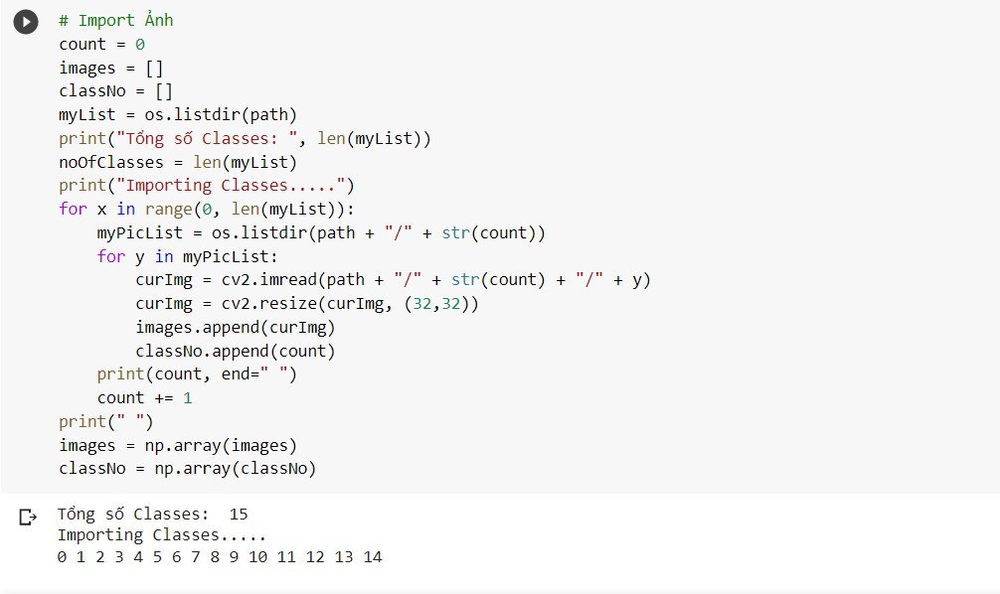 # Import Ảnh
count = 0
images = []
classNo = []
myList = os.listdir(path)
print("Tổng số Classes: ", len(myList))
noOfClasses = len(myList)
print("Importing Classes.....")
for x in range(0, len(myList)):
    myPicList = os.listdir(path + "/" + str(count))
    for y in myPicList:
        curImg = cv2.imread(path + "/" + str(count) + "/" + y)
        curImg = cv2.resize(curImg, (32,32))
        images.append(curImg)
        classNo.append(count)
    print(count, end=" ")
    count += 1
print(" ")
images = np.array(images)
classNo = np.array(classNo)
Tổng số Classes:  15
Importing Classes.....
0 1 2 3 4 5 6 7 8 9 10 11 12 13 14